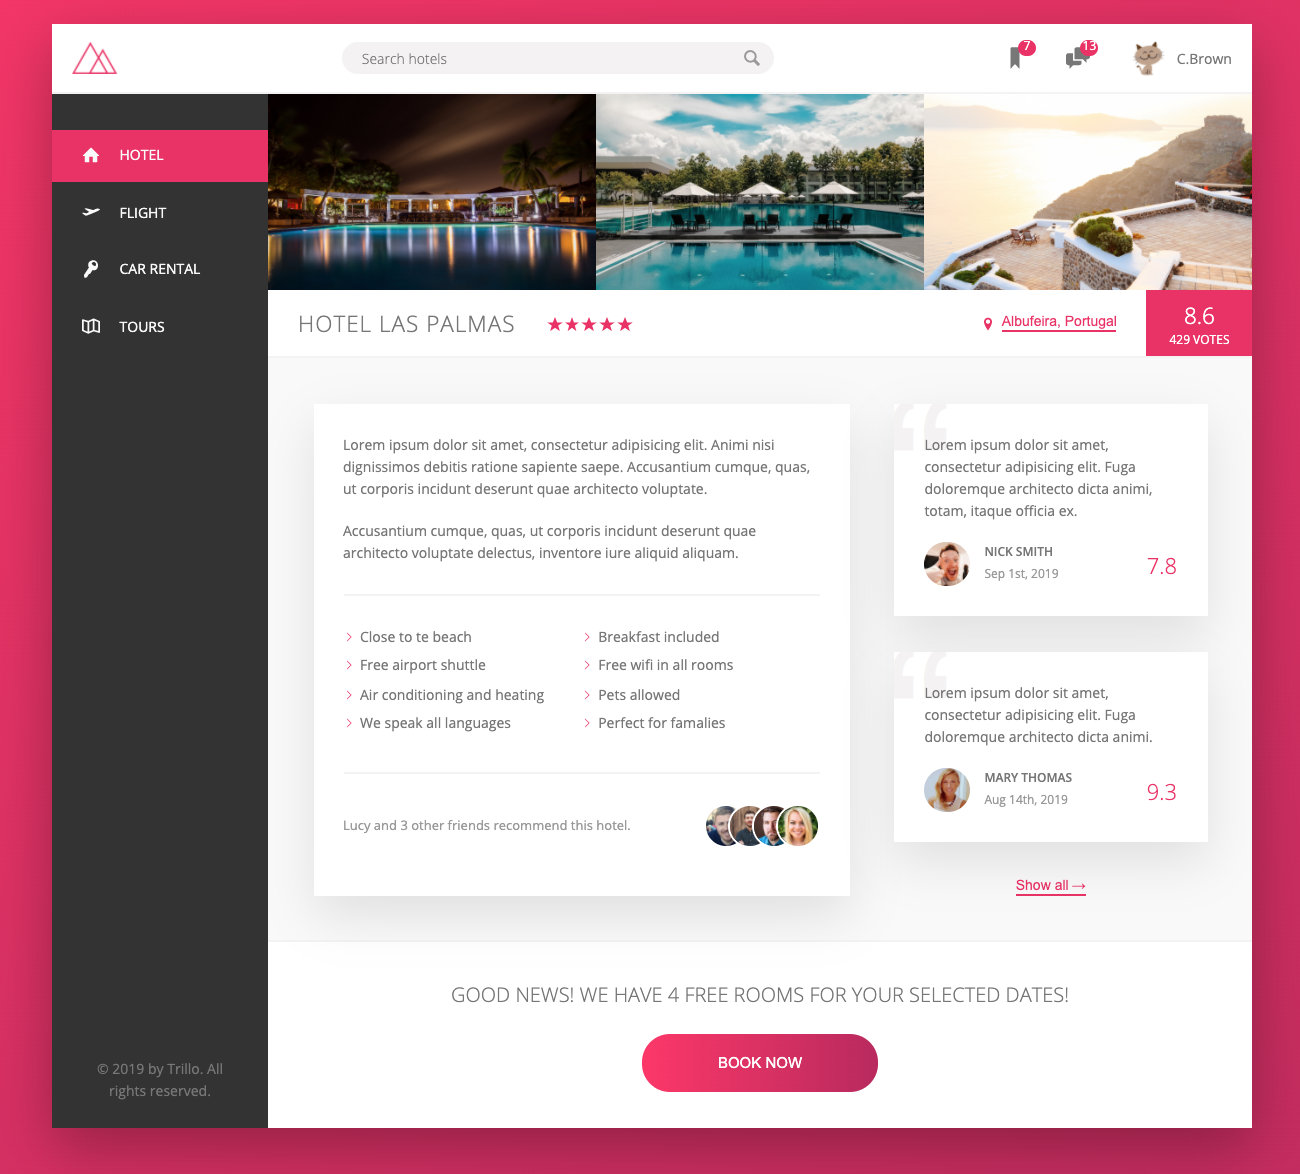 Search hotels
7
13
C.Brown
HOTEL
FLIGHT
CAR RENTAL
TOURS
HOTEL LAS PALMAS
Albufeira, Portugal
8.6
429 VOTES
Lorem ipsum dolor sit amet, consectetur adipisicing elit. Animi nisi
dignissimos debitis ratione sapiente saepe. Accusantium cumque, quas,
ut corporis incidunt deserunt quae architecto voluptate.
Accusantium cumque, quas, ut corporis incidunt deserunt quae
architecto voluptate delectus, inventore iure aliquid aliquam.
Close to te beach
Breakfast included
Free airport shuttle
Free wifi in all rooms
Air conditioning and heating
Pets allowed
We speak all languages
Perfect for famalies
Lucy and 3 other friends recommend this hotel.
“
Lorem ipsum dolor sit amet,
consectetur adipisicing elit. Fuga
doloremque architecto dicta animi,
totam, itaque officia ex.
NICK SMITH
Sep 1st, 2019
7.8
“
Lorem ipsum dolor sit amet,
consectetur adipisicing elit. Fuga
doloremque architecto dicta animi.
MARY THOMAS
Aug 14th, 2019
9.3
Show all →
GOOD NEWS! WE HAVE 4 FREE ROOMS FOR YOUR SELECTED DATES!
BOOK NOW
© 2019 by Trillo. All
rights reserved.